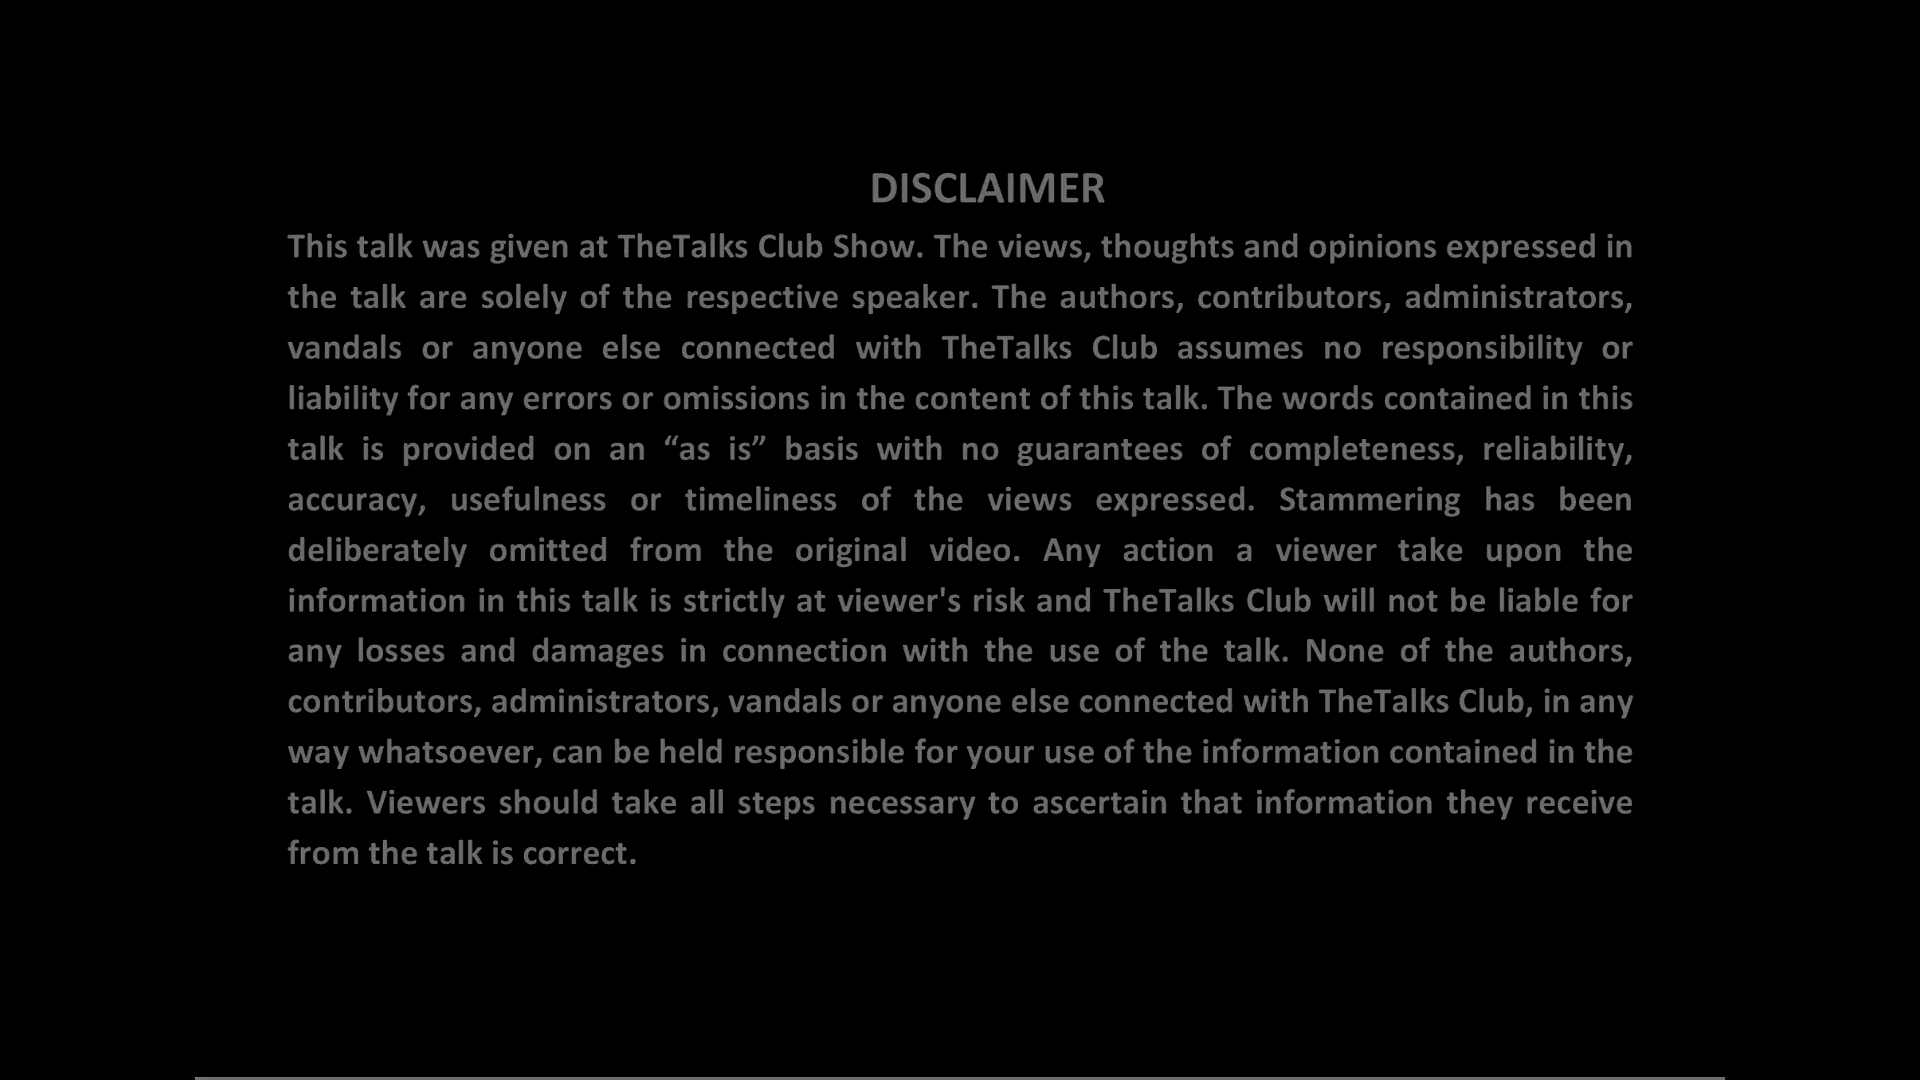 DISCLAIMER
This talk was given at TheTalks Club Show. The views, thoughts and opinions expressed in
the talk are solely of the respective speaker. The authors, contributors, administrators,
vandals or anyone else connected with TheTalks Club assumes no responsibility or
liability for any errors or omissions in the content of this talk. The words contained in this
talk is provided on an “as is” basis with no guarantees of completeness, reliability,
accuracy, usefulness or timeliness of the views expressed. Stammering has been
deliberately omitted from the original video. Any action a viewer take upon the
information in this talk is strictly at viewer's risk and TheTalks Club will not be liable for
any losses and damages in connection with the use of the talk. None of the authors,
contributors, administrators, vandals or anyone else connected with TheTalks Club, in any
way whatsoever, can be held responsible for your use of the information contained in the
talk. Viewers should take all steps necessary to ascertain that information they receive
from the talk is correct.